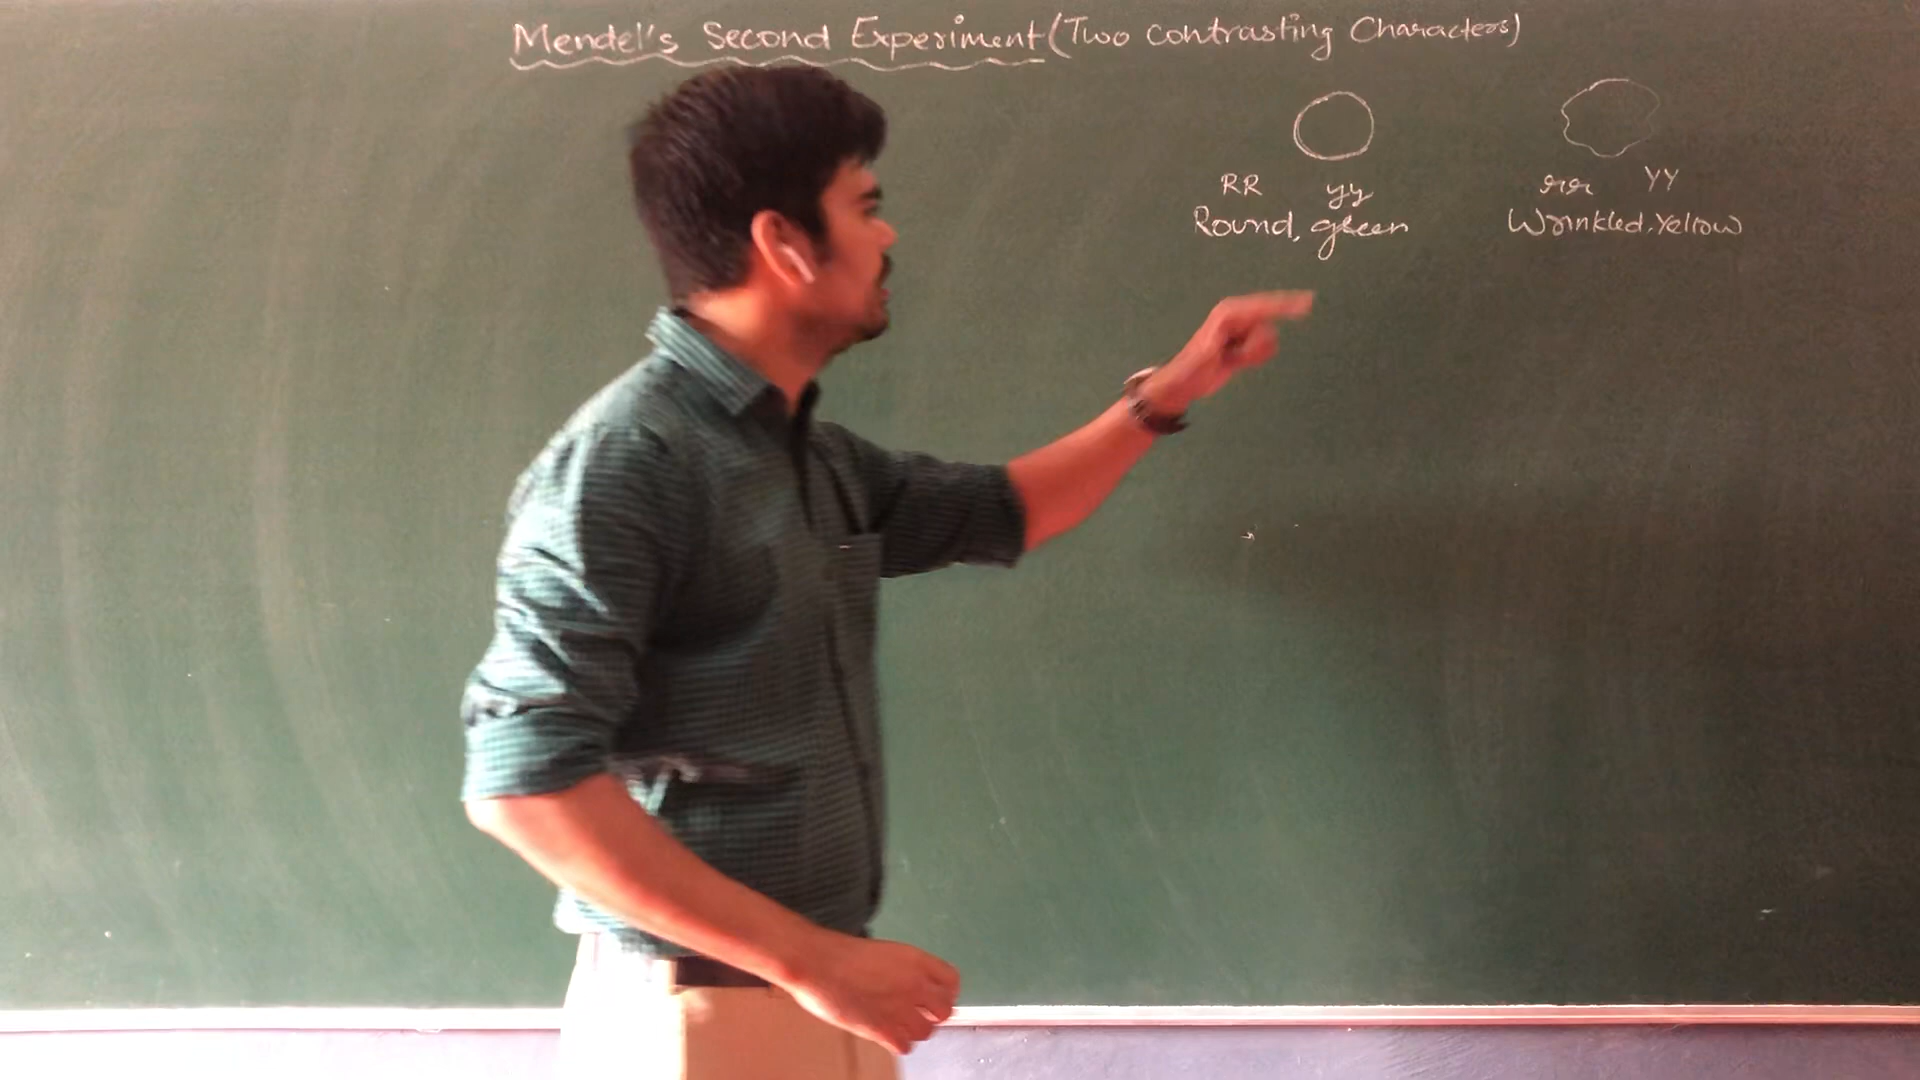 Mendel's Second Experiment (Two Contrasting Characters)
RR yy rr YY
Round, green Wrinkled, Yellow